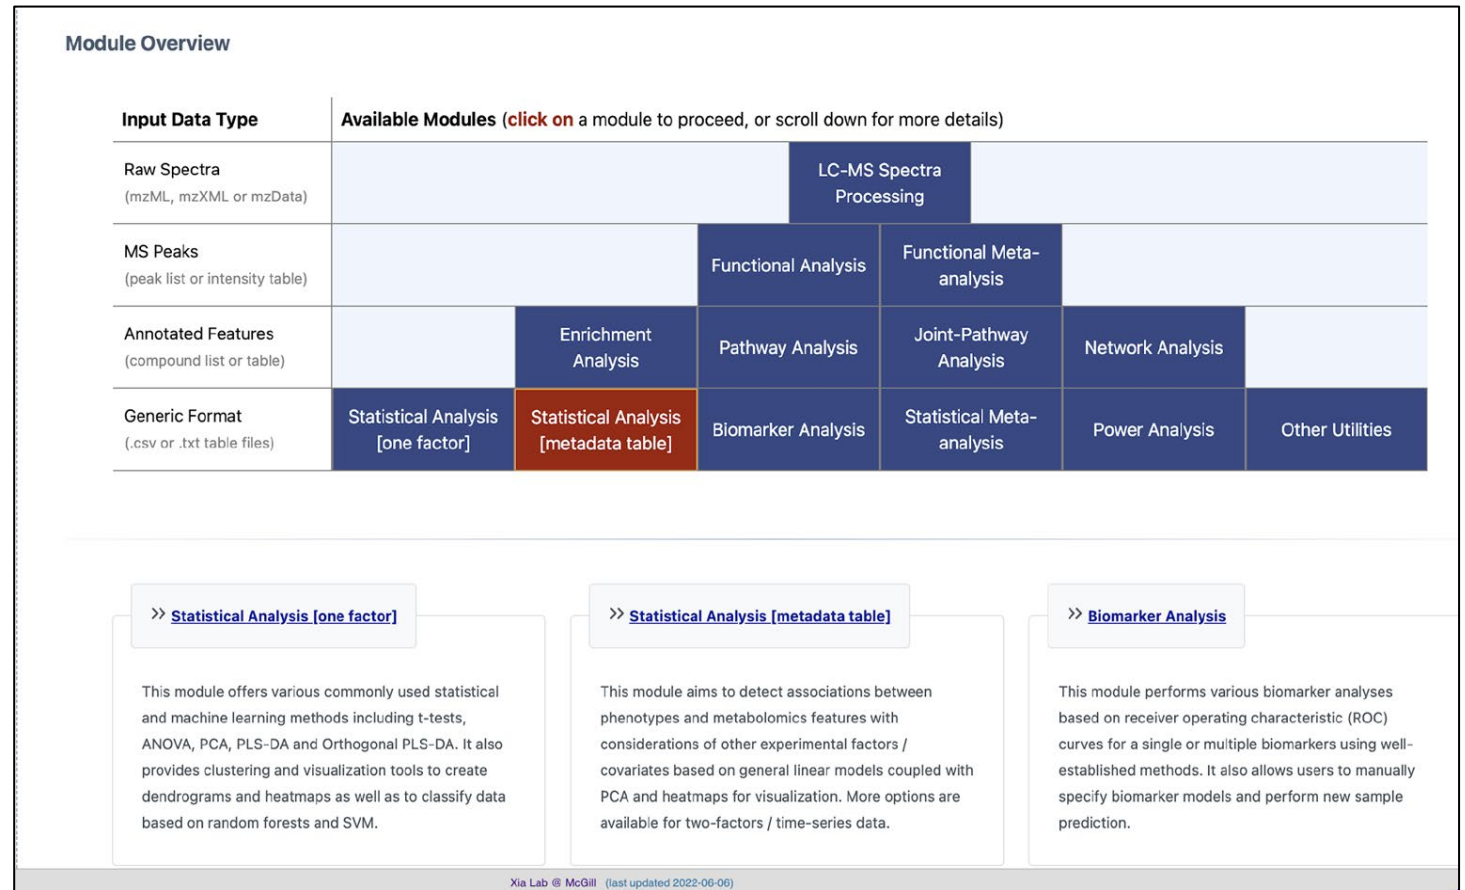 Module Overview
Input Data Type
Available Modules (click on a module to proceed, or scroll down for more details)
Raw Spectra
(mzML, mzXML or mzData)
LC-MS Spectra
Processing
MS Peaks
(peak list or intensity table)
Functional Analysis
Functional Meta-
analysis
Annotated Features
(compound list or table)
Enrichment
Analysis
Pathway Analysis
Joint-Pathway
Analysis
Network Analysis
Generic Format
(.csv or .txt table files)
Statistical Analysis
[one factor]
Statistical Analysis
[metadata table]
Biomarker Analysis
Statistical Meta-
analysis
Power Analysis
Other Utilities
>> Statistical Analysis [one factor]
This module offers various commonly used statistical
and machine learning methods including t-tests,
ANOVA, PCA, PLS-DA and Orthogonal PLS-DA. It also
provides clustering and visualization tools to create
dendrograms and heatmaps as well as to classify data
based on random forests and SVM.
>> Statistical Analysis [metadata table]
This module aims to detect associations between
phenotypes and metabolomics features with
considerations of other experimental factors /
covariates based on general linear models coupled with
PCA and heatmaps for visualization. More options are
available for two-factors / time-series data.
>> Biomarker Analysis
This module performs various biomarker analyses
based on receiver operating characteristic (ROC)
curves for a single or multiple biomarkers using well-
established methods. It also allows users to manually
specify biomarker models and perform new sample
prediction.
Xia Lab @ McGill (last updated 2022-06-06)